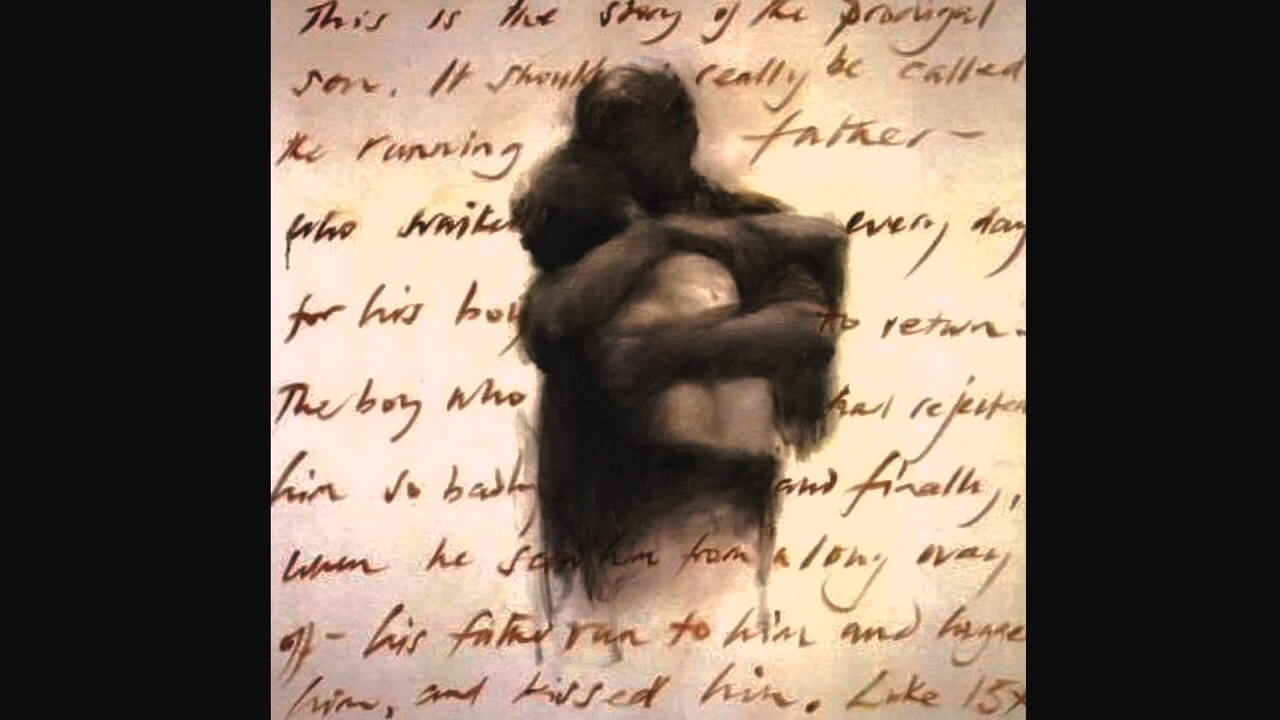 This is the story of the prodigal
son. It should really be called
the running father -
who waited every day
for his boy to return.
The boy who had rejected
him so badly and finally,
when he saw him from a long way
off - his father run to him and hugge
him, and kissed him. Luke 15